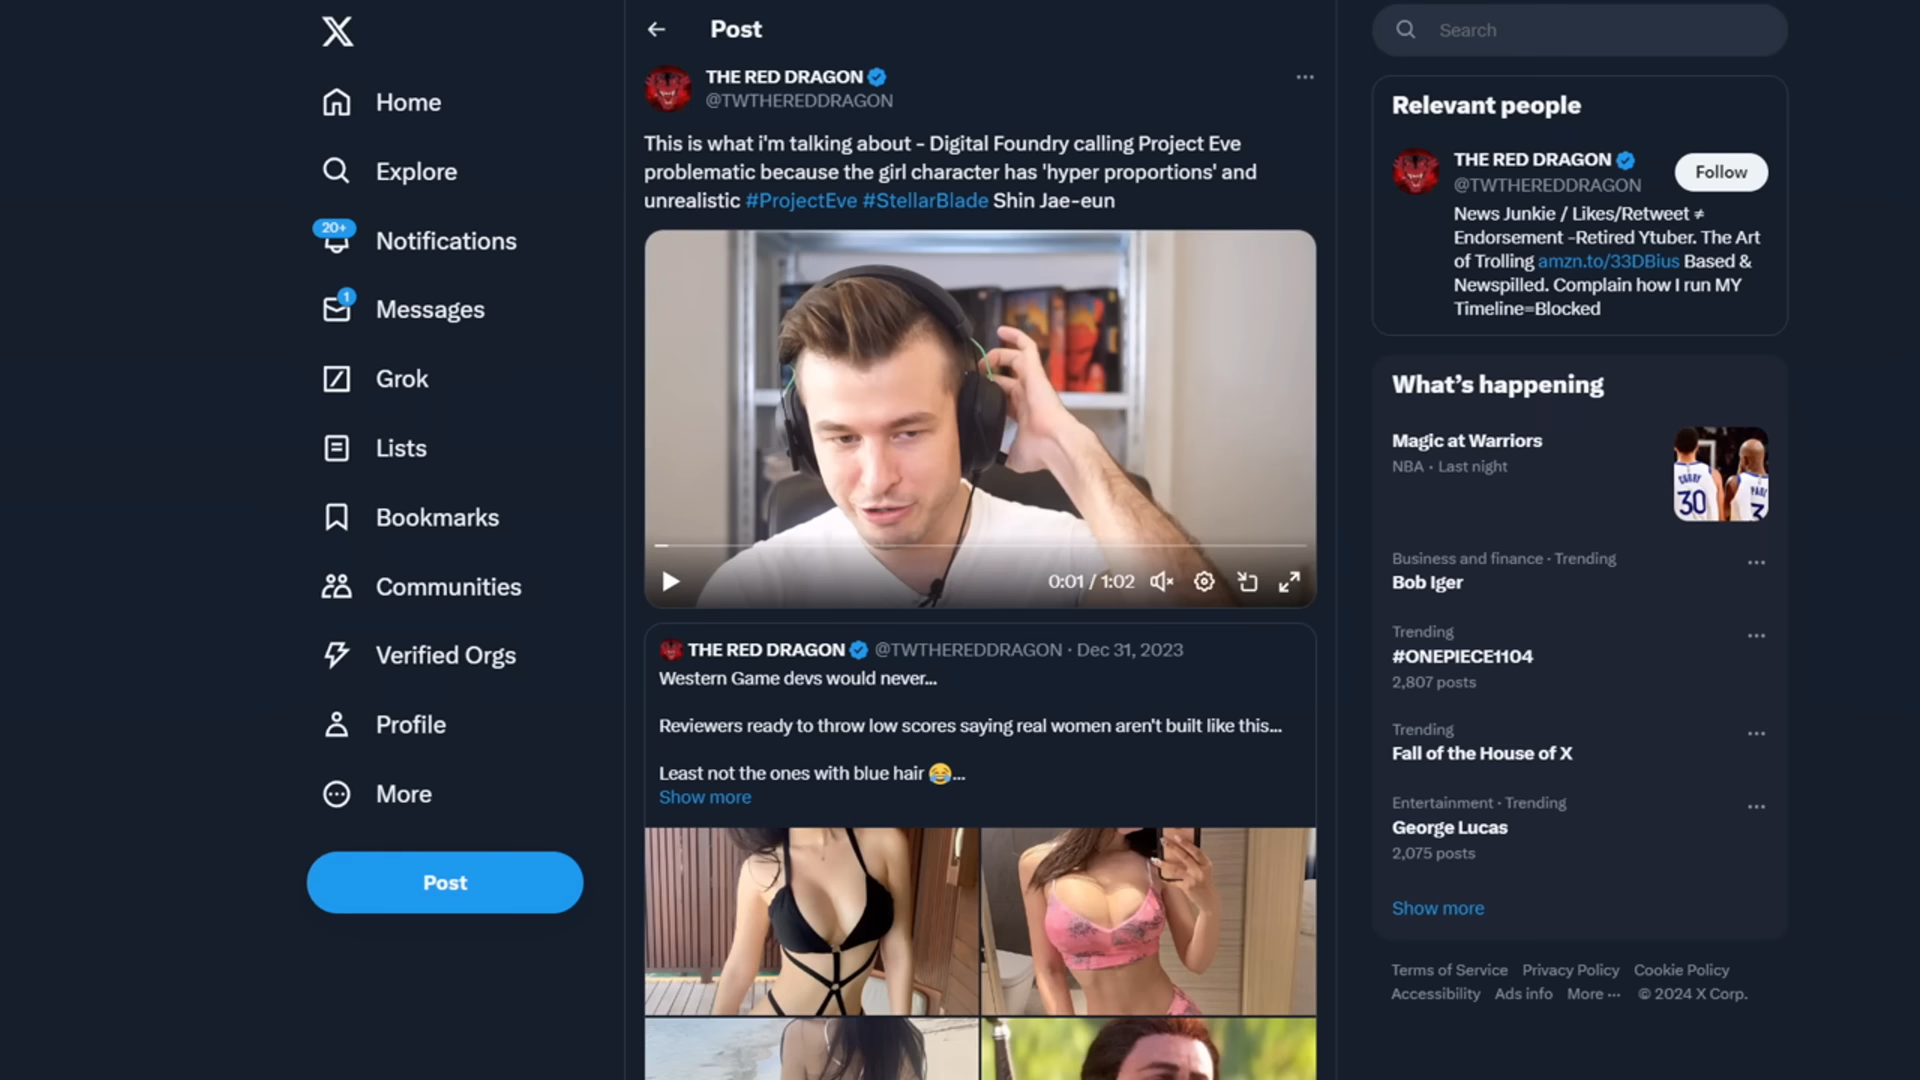 Home
Explore
20+
Notifications
1
Messages
Grok
Lists
Bookmarks
Communities
Verified Orgs
Profile
More
Post
Post
THE RED DRAGON
@TWTHEREDDRAGON
This is what i'm talking about - Digital Foundry calling Project Eve
problematic because the girl character has 'hyper proportions' and
unrealistic #ProjectEve #StellarBlade Shin Jae-eun
0:01 / 1:02
THE RED DRAGON @TWTHEREDDRAGON · Dec 31, 2023
Western Game devs would never...
Reviewers ready to throw low scores saying real women aren't built like this...
Least not the ones with blue hair 😂...
Show more
Search
Relevant people
THE RED DRAGON
@TWTHEREDDRAGON
Follow
News Junkie / Likes/Retweet ≠
Endorsement -Retired Ytuber. The Art
of Trolling amzn.to/33DBius Based &
Newspilled. Complain how I run MY
Timeline=Blocked
What's happening
Magic at Warriors
NBA · Last night
CURRY
30
PAUL
3
Business and finance · Trending
Bob Iger
Trending
#ONEPIECE1104
2,807 posts
Trending
Fall of the House of X
Entertainment · Trending
George Lucas
2,075 posts
Show more
Terms of Service Privacy Policy Cookie Policy
Accessibility Ads info More ··· © 2024 X Corp.